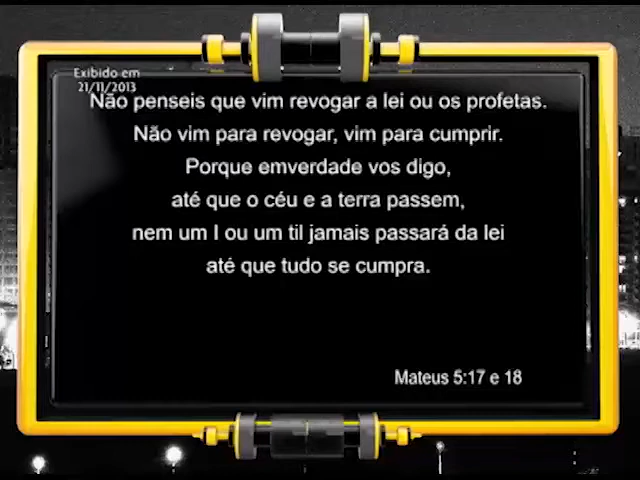 Exibido em
21/11/2013
Não penseis que vim revogar a lei ou os profetas.
Não vim para revogar, vim para cumprir.
Porque emverdade vos digo,
até que o céu e a terra passem,
nem um I ou um til jamais passará da lei
até que tudo se cumpra.
Mateus 5:17 e 18